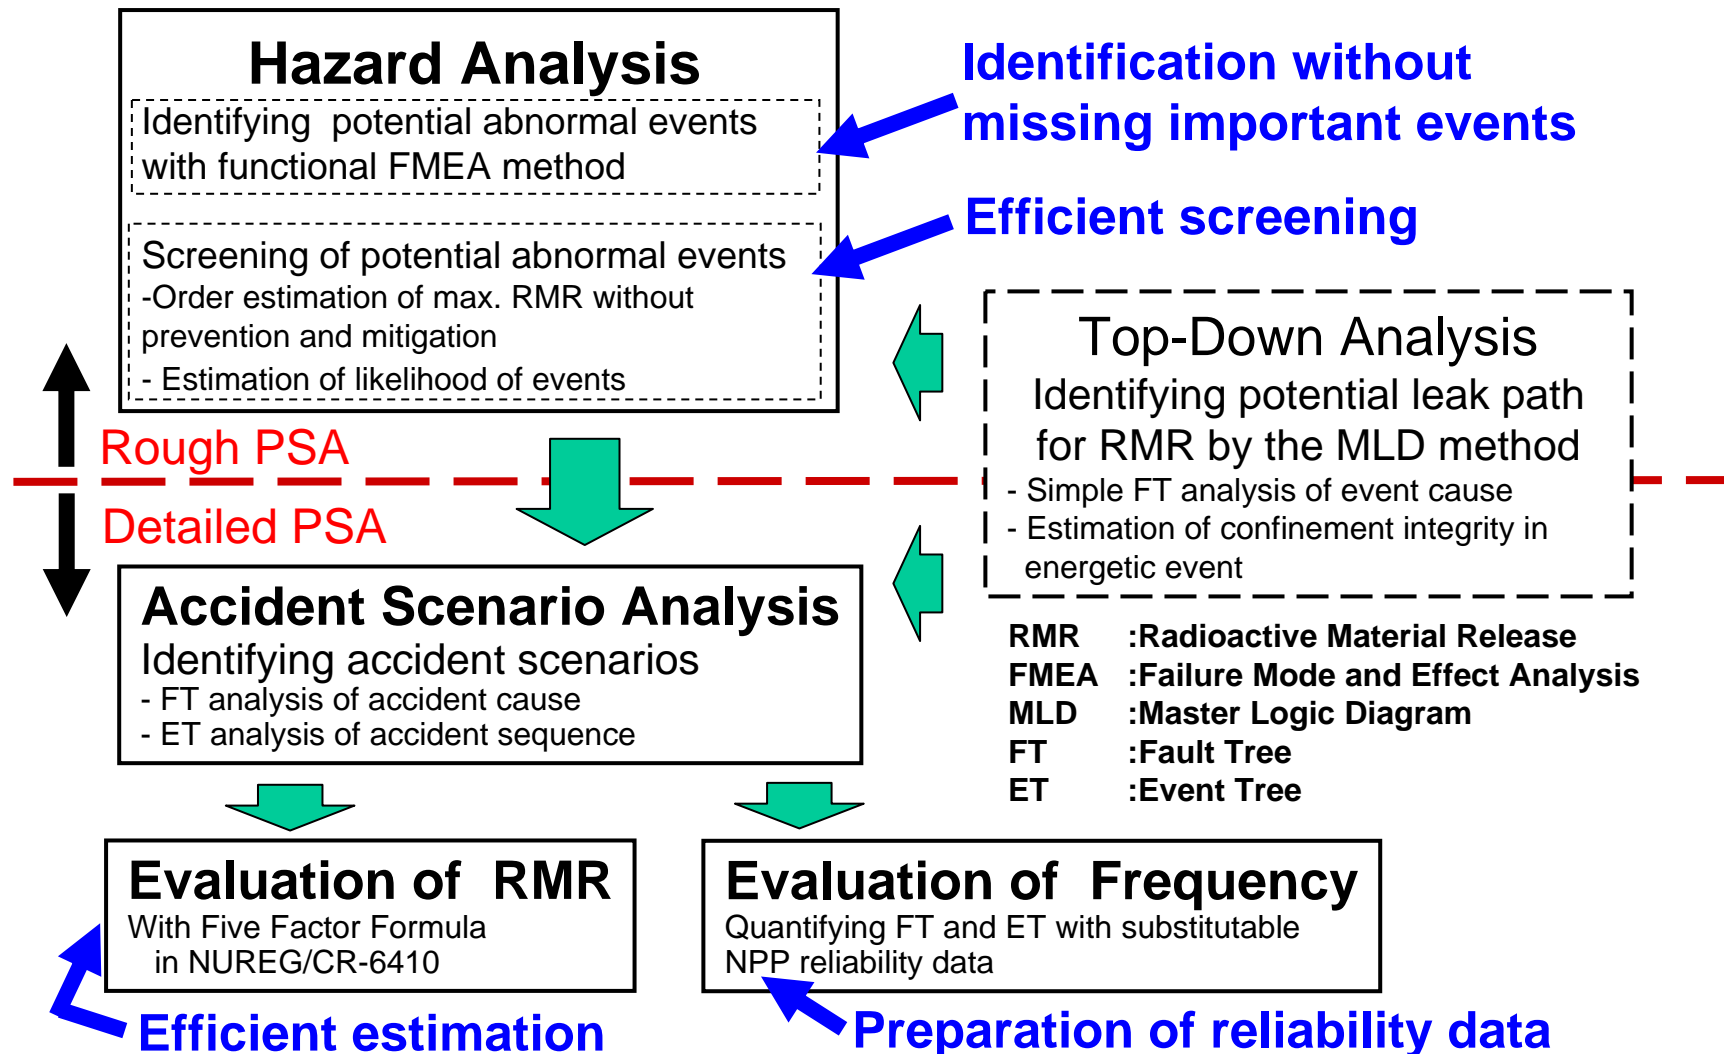 Hazard Analysis
Identifying potential abnormal events
with functional FMEA method
Screening of potential abnormal events
-Order estimation of max. RMR without
prevention and mitigation
- Estimation of likelihood of events
Identification without
missing important events
Efficient screening
Top-Down Analysis
Identifying potential leak path
for RMR by the MLD method
- Simple FT analysis of event cause
- Estimation of confinement integrity in
energetic event
Rough PSA
Detailed PSA
Accident Scenario Analysis
Identifying accident scenarios
- FT analysis of accident cause
- ET analysis of accident sequence
RMR :Radioactive Material Release
FMEA :Failure Mode and Effect Analysis
MLD :Master Logic Diagram
FT :Fault Tree
ET :Event Tree
Evaluation of RMR
With Five Factor Formula
in NUREG/CR-6410
Efficient estimation
Evaluation of Frequency
Quantifying FT and ET with substitutable
NPP reliability data
Preparation of reliability data